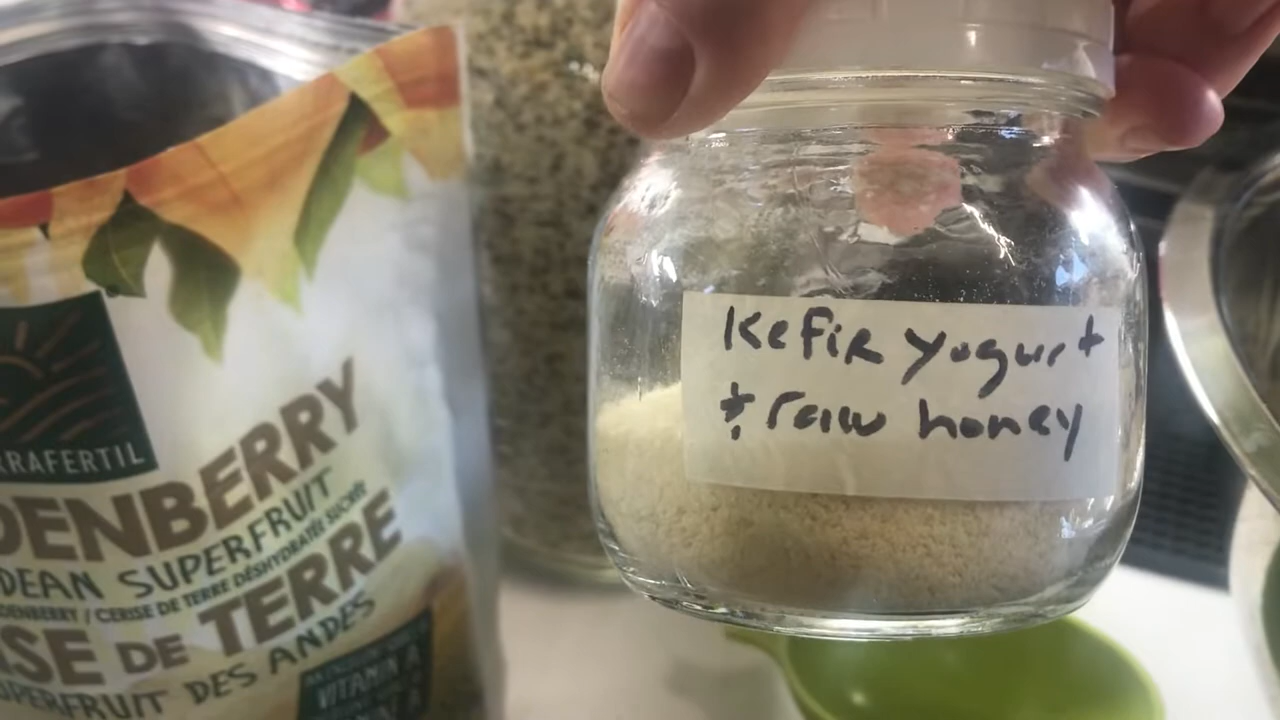 RRAFERTIL
DENBERRY
DEAN SUPERFRUIT
DENBERRY / CERISE DE TERRE DÉSHYDRATÉE SUCRÉE
ISE DE TERRE
SUPERFRUIT DES ANDES
VITAMIN A
Kefir yogurt
& raw honey